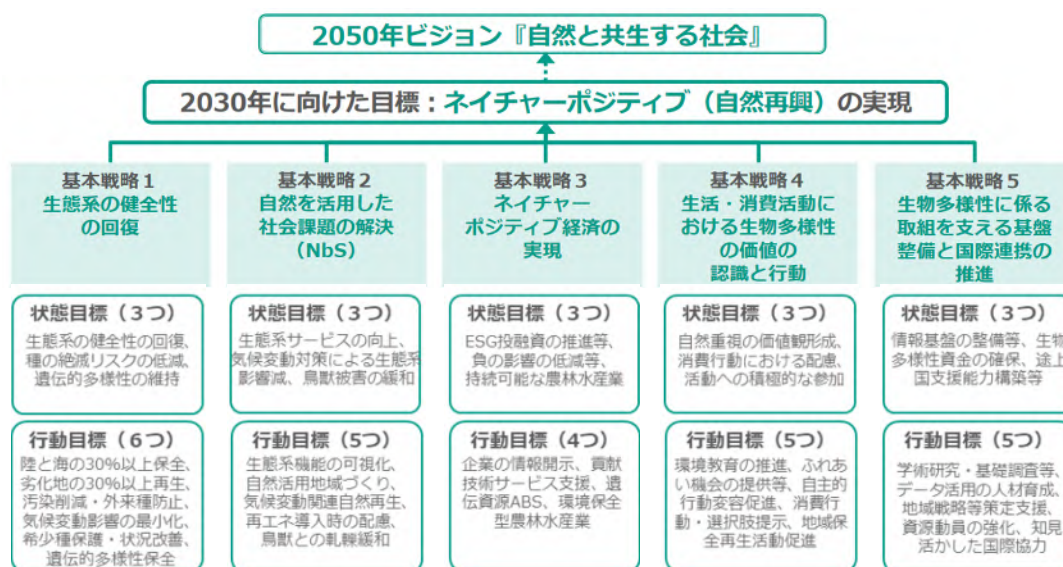 2050年ビジョン『自然と共生する社会』
2030年に向けた目標：ネイチャーポジティブ（自然再興）の実現
基本戦略１
生態系の健全性
の回復
基本戦略２
自然を活用した
社会課題の解決
（NbS）
基本戦略３
ネイチャー
ポジティブ経済の
実現
基本戦略４
生活・消費活動に
おける生物多様性
の価値の
認識と行動
基本戦略５
生物多様性に係る
取組を支える基盤
整備と国際連携の
推進
状態目標（３つ）
生態系の健全性の回復、
種の絶滅リスクの低減、
遺伝的多様性の維持
状態目標（３つ）
生態系サービスの向上、
気候変動対策による生態系
影響減、鳥獣被害の緩和
状態目標（３つ）
ESG投融資の推進等、
負の影響の低減等、
持続可能な農林水産業
状態目標（３つ）
自然重視の価値観形成、
消費行動における配慮、
活動への積極的な参加
状態目標（３つ）
情報基盤の整備等、生物
多様性資金の確保、途上
国支援能力構築等
行動目標（6つ）
陸と海の30%以上保全、
劣化地の30%以上再生、
汚染削減・外来種防止、
気候変動影響の最小化、
希少種保護・状況改善、
遺伝的多様性保全
行動目標（5つ）
生態系機能の可視化、
自然活用地域づくり、
気候変動関連自然再生、
再エネ導入時の配慮、
鳥獣との軋轢緩和
行動目標（4つ）
企業の情報開示、貢献
技術サービス支援、遺
伝資源ABS、環境保全
型農林水産業
行動目標（5つ）
環境教育の推進、ふれあ
い機会の提供等、自主的
行動変容促進、消費行
動・選択肢提示、地域保
全再生活動促進
行動目標（5つ）
学術研究・基礎調査等、
データ活用の人材育成、
地域戦略等策定支援、
資源動員の強化、知見
活かした国際協力